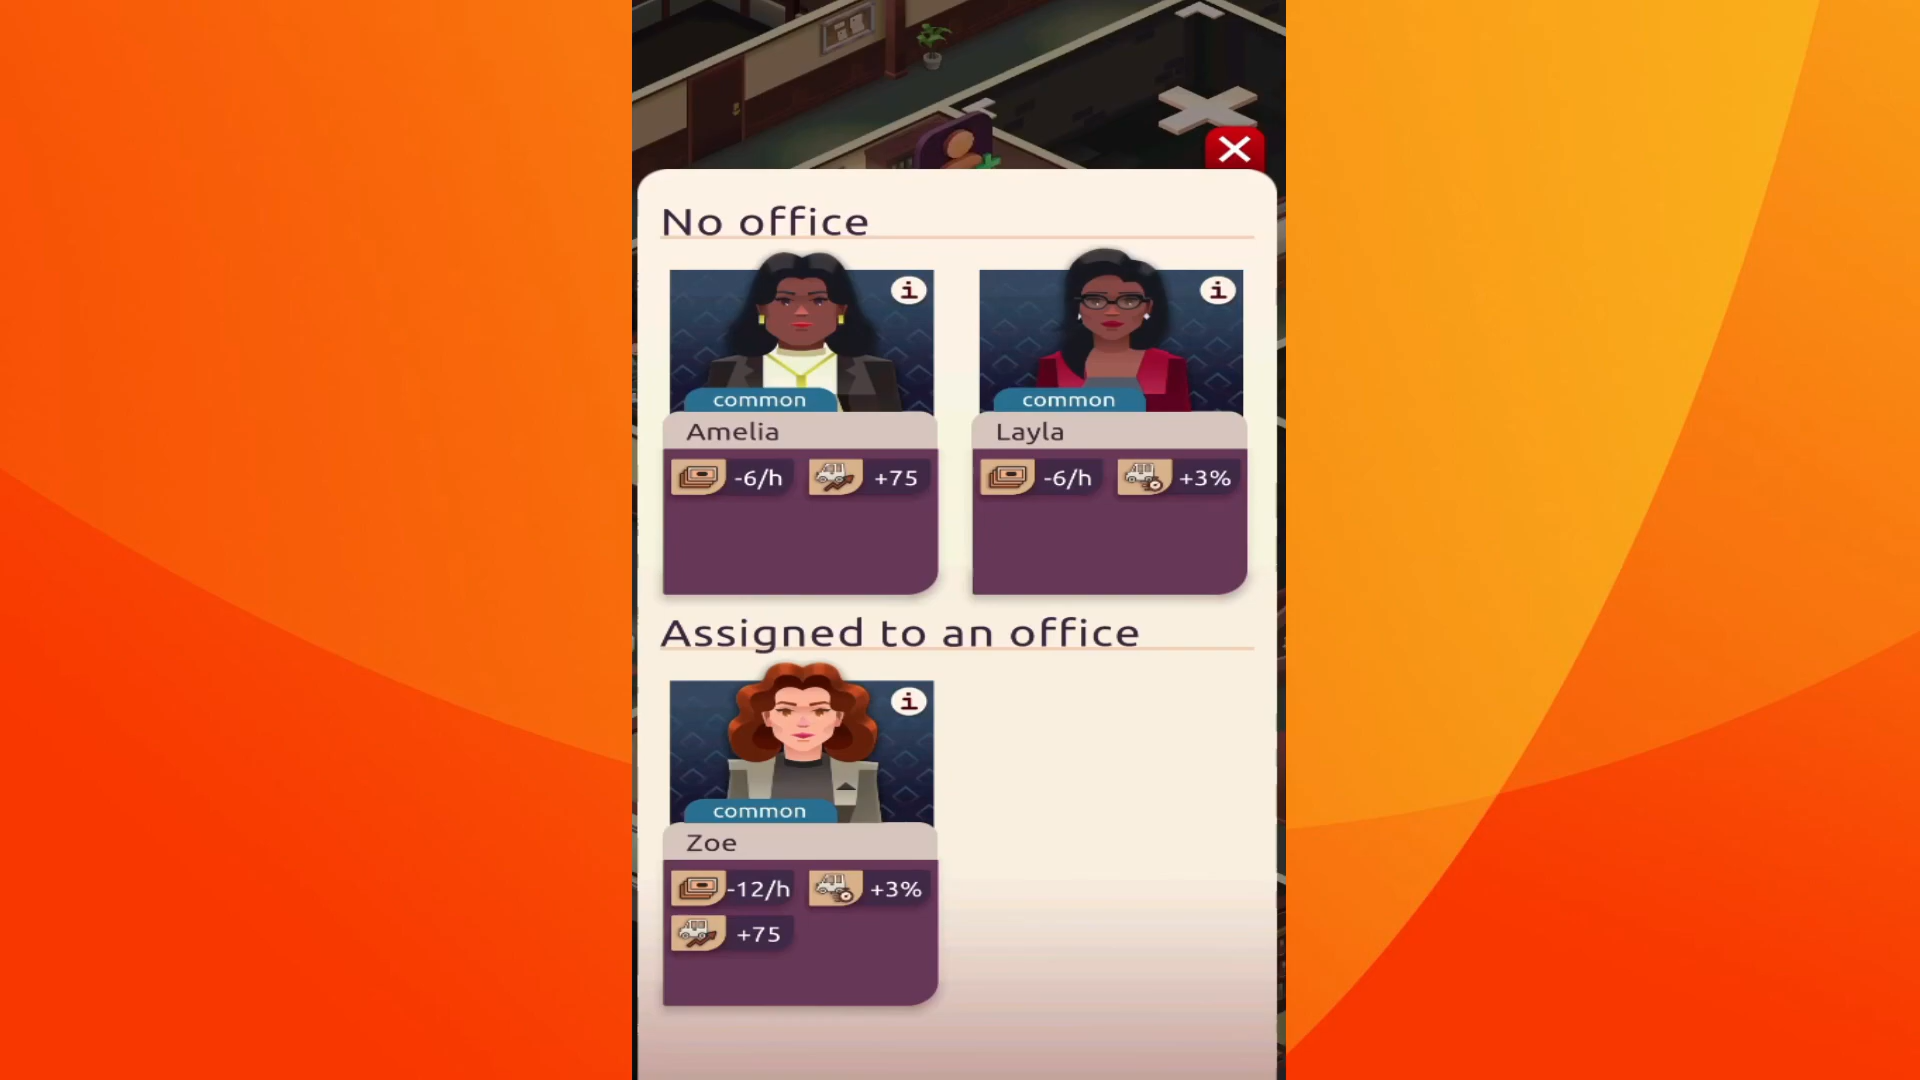 No office
i
i
common
common
Amelia
Layla
-6/h
+75
-6/h
+3%
Assigned to an office
i
common
Zoe
-12/h
+3%
+75